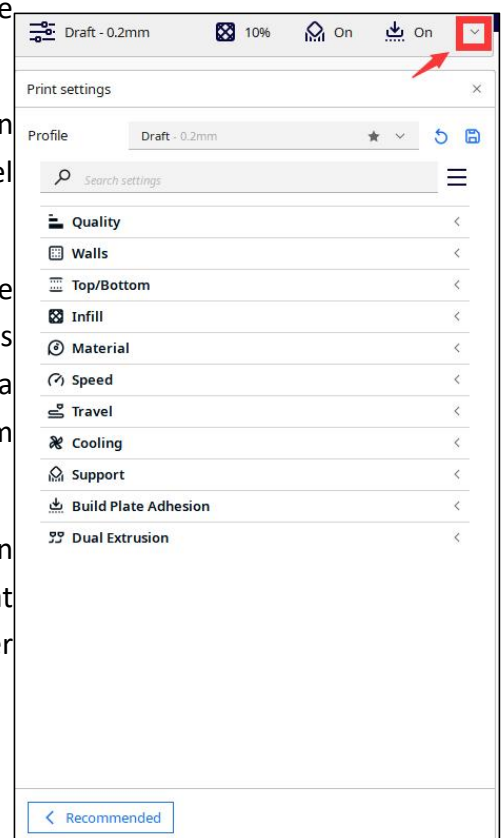 Draft - 0.2mm 10% On On
Print settings
Profile Draft - 0.2mm
Search settings
Quality
Walls
Top/Bottom
Infill
Material
Speed
Travel
Cooling
Support
Build Plate Adhesion
Dual Extrusion
Recommended